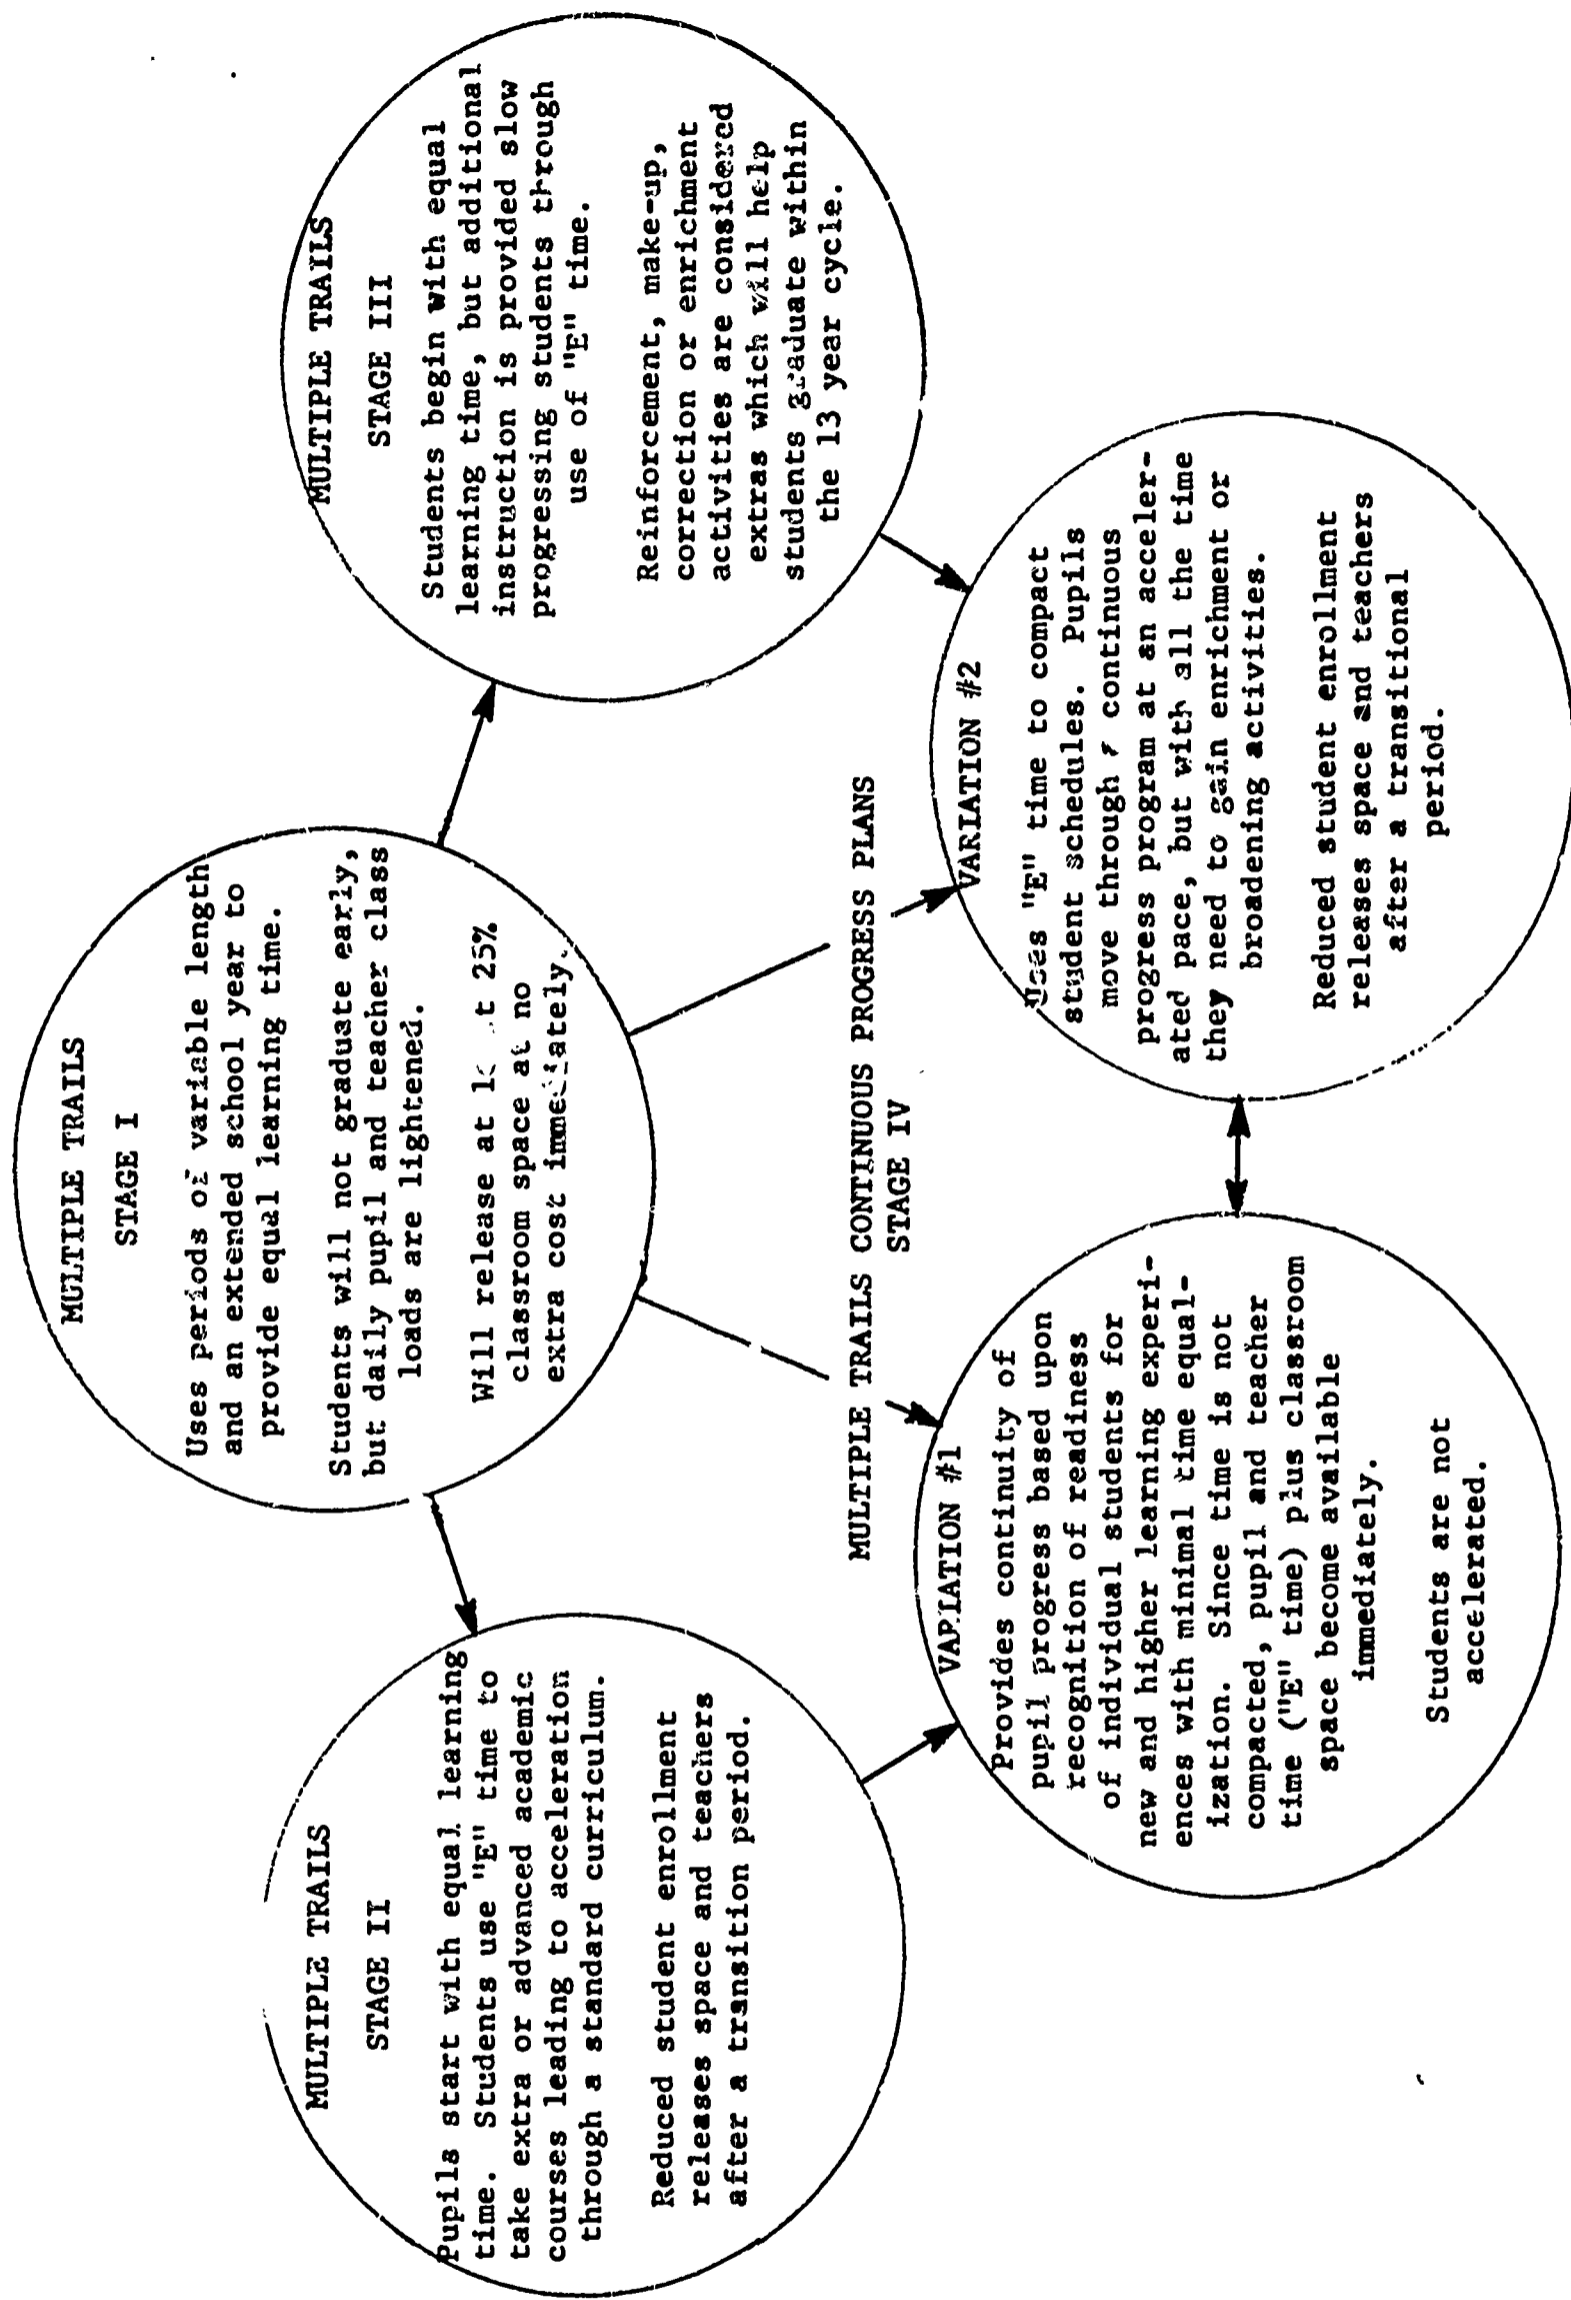 MULTIPLE TRAILS
STAGE I
Uses periods of variable length
and an extended school year to
provide equal learning time.
Students will not graduate early,
but daily pupil and teacher class
loads are lightened.
Will release at 25%
classroom space at no
extra cost immediately.
MULTIPLE TRAILS
STAGE II
Pupils start with equal learning
time. Students use "E" time to
take extra or advanced academic
courses leading to acceleration
through a standard curriculum.
Reduced student enrollment
releases space and teachers
after a transition period.
MULTIPLE TRAILS
STAGE III
Students begin with equal
learning time, but additional
instruction is provided slow
progressing students through
use of "E" time.
Reinforcement, make-up,
correction or enrichment
activities are considered
extras which will help
students graduate within
the 13 year cycle.
MULTIPLE TRAILS CONTINUOUS PROGRESS PLANS
STAGE IV
VARIATION #1
Provides continuity of
pupil progress based upon
recognition of readiness
of individual students for
new and higher learning experi-
ences with minimal time equal-
ization. Since time is not
compacted, pupil and teacher
time ("E" time) plus classroom
space become available
immediately.
Students are not
accelerated.
VARIATION #2
Uses "E" time to compact
student schedules. Pupils
move through continuous
progress program at an acceler-
ated pace, but with all the time
they need to gain enrichment or
broadening activities.
Reduced student enrollment
releases space and teachers
after a transitional
period.